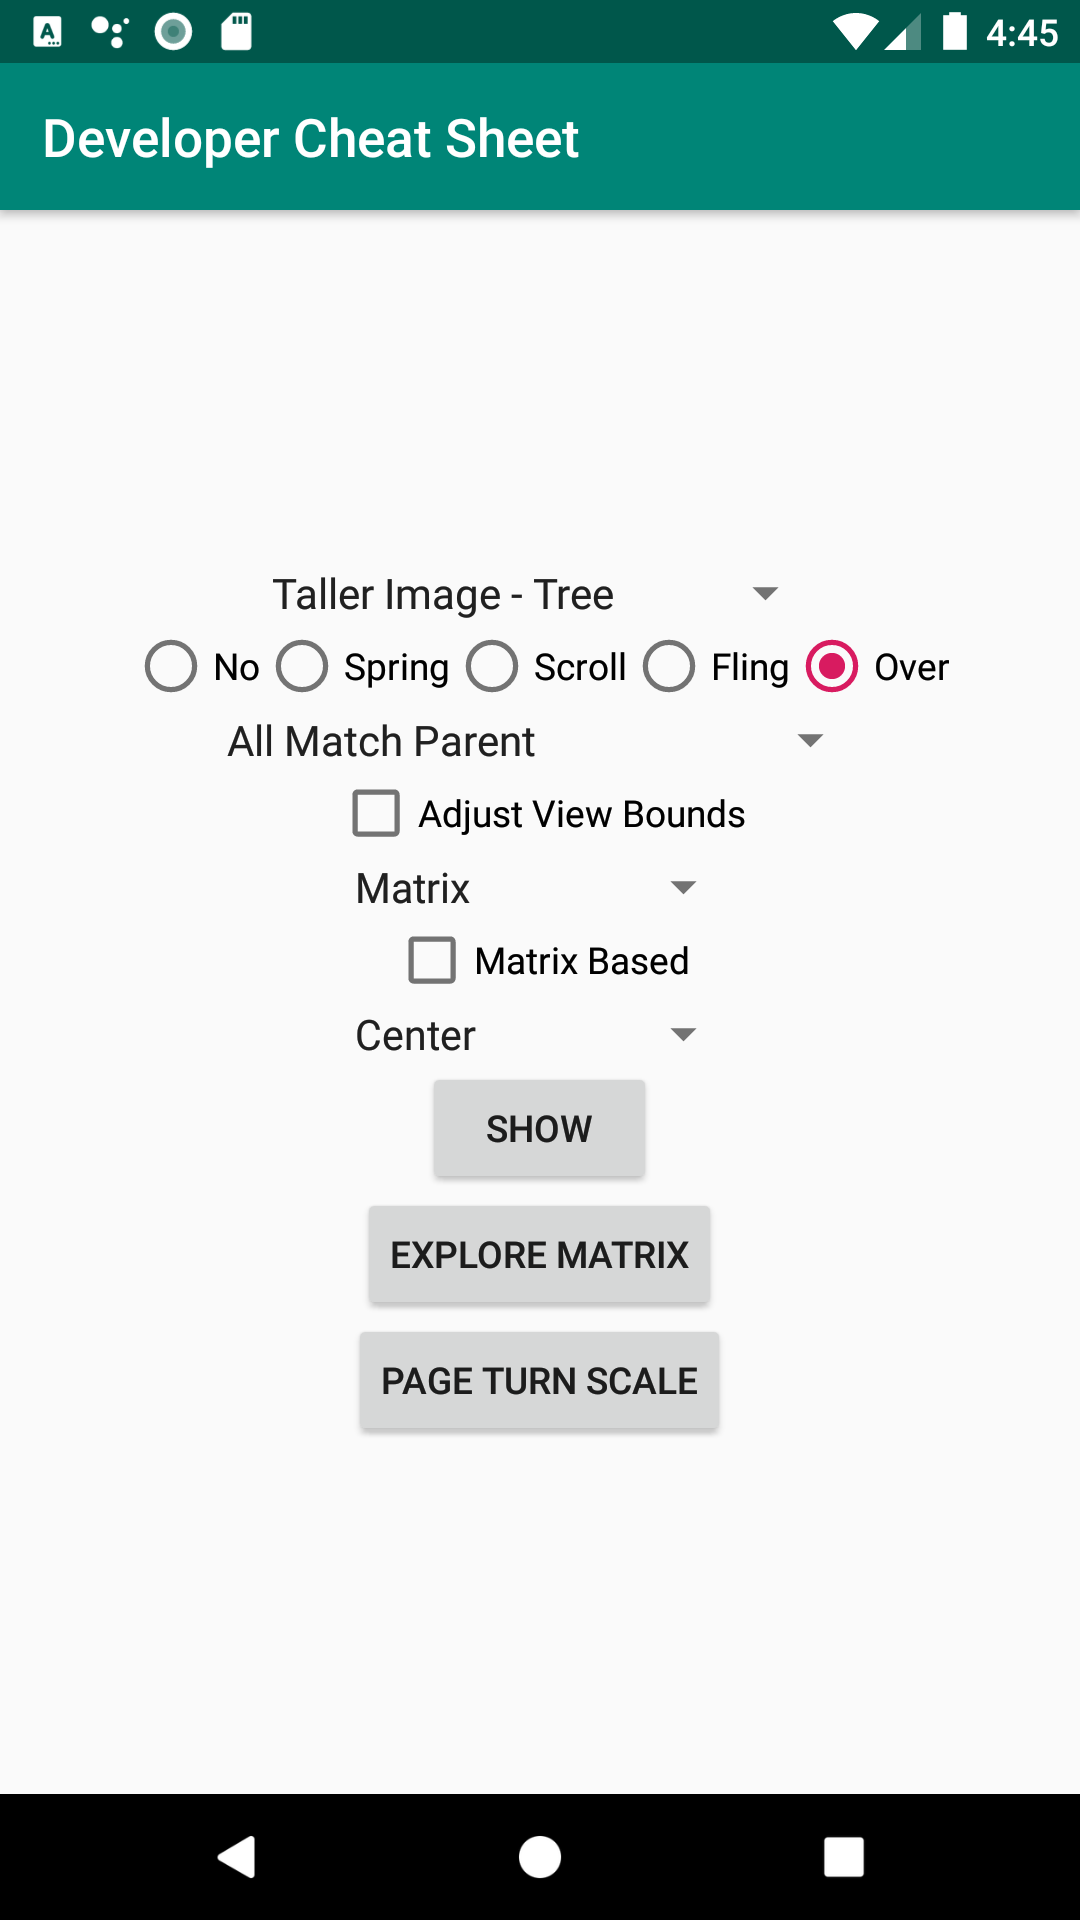 4:45
Developer Cheat Sheet
Taller Image - Tree
No Spring Scroll Fling Over
All Match Parent
Adjust View Bounds
Matrix
Matrix Based
Center
SHOW
EXPLORE MATRIX
PAGE TURN SCALE